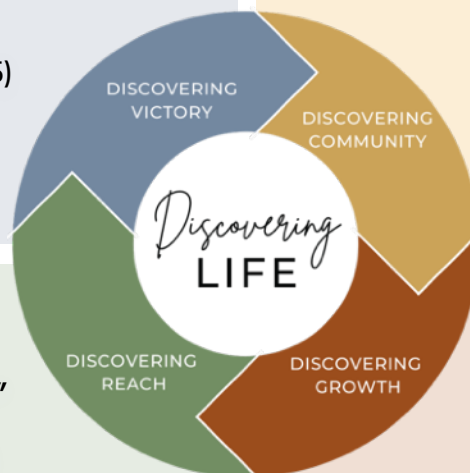 DISCOVERING
VICTORY
DISCOVERING
COMMUNITY
Discovering
LIFE
DISCOVERING
REACH
DISCOVERING
GROWTH